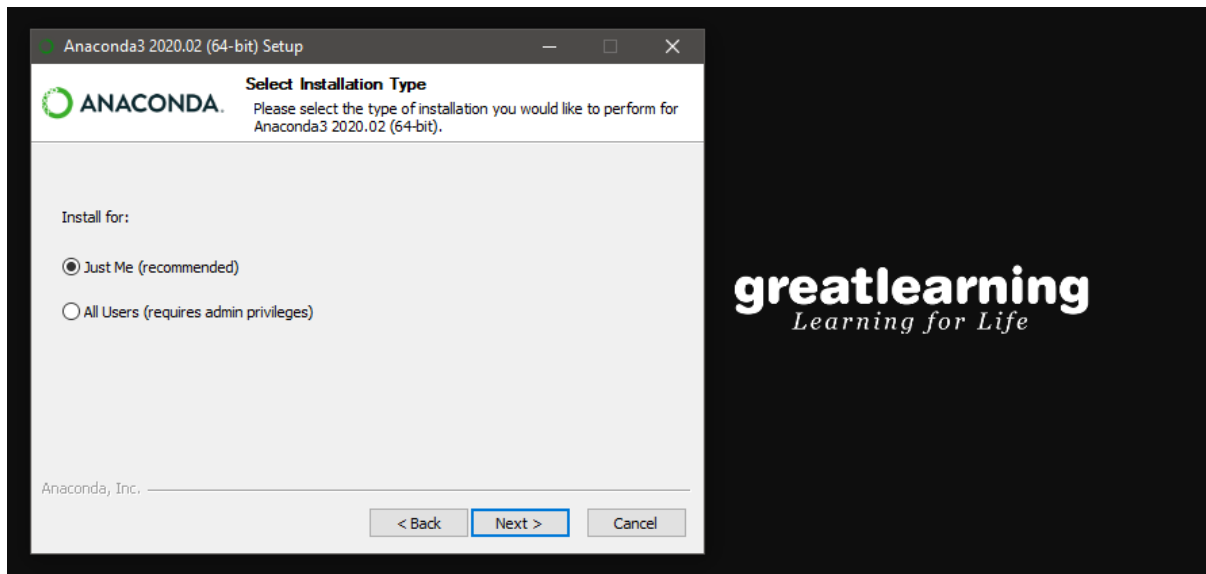 Anaconda3 2020.02 (64-bit) Setup
ANACONDA.
Select Installation Type
Please select the type of installation you would like to perform for
Anaconda3 2020.02 (64-bit).
Install for:
Just Me (recommended)
All Users (requires admin privileges)
Anaconda, Inc.
< Back
Next >
Cancel
greatlearning
Learning for Life